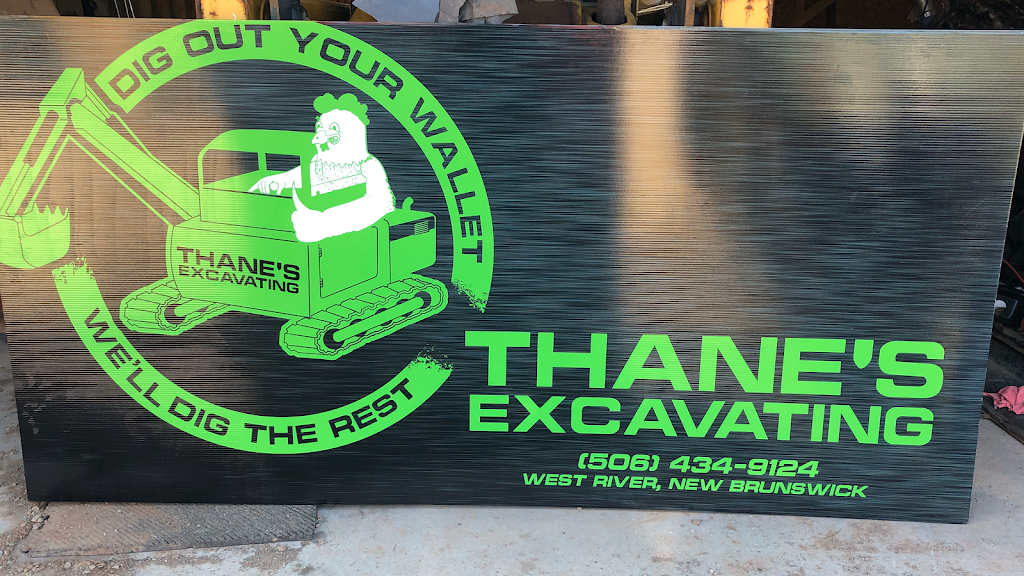 DIG OUT YOUR WALLET
THANE'S
EXCAVATING
WE'LL DIG THE REST
THANE'S
EXCAVATING
(506) 434-9124
WEST RIVER, NEW BRUNSWICK